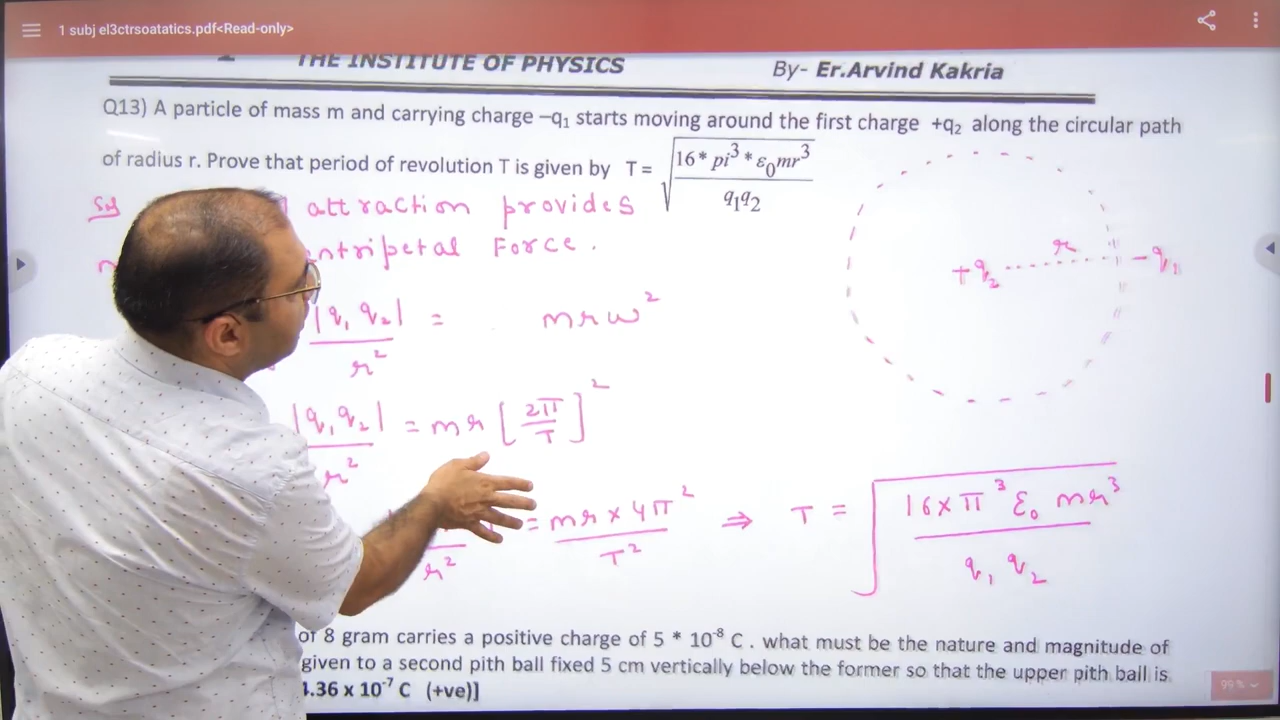 1 subj el3ctrsoatatics.pdf<Read-only>
THE INSTITUTE OF PHYSICS By- Er.Arvind Kakria
Q13) A particle of mass m and carrying charge –q₁ starts moving around the first charge +q₂ along the circular path
of radius r. Prove that period of revolution T is given by T = √(16* pi³ * ε₀mr³ / q₁q₂)
attraction provides
Force.
+q₂ r -q₁
|q₁ q₂| / r² = m r ω²
|q₁ q₂| / r² = m r [2π/T]²
r² = mr × 4π² / T² ⇒ T = √(16 × π³ ε₀ mr³ / q₁ q₂)
of 8 gram carries a positive charge of 5 * 10⁻⁸ C . what must be the nature and magnitude of
given to a second pith ball fixed 5 cm vertically below the former so that the upper pith ball is
.36 x 10⁻⁷ C (+ve)]
99%